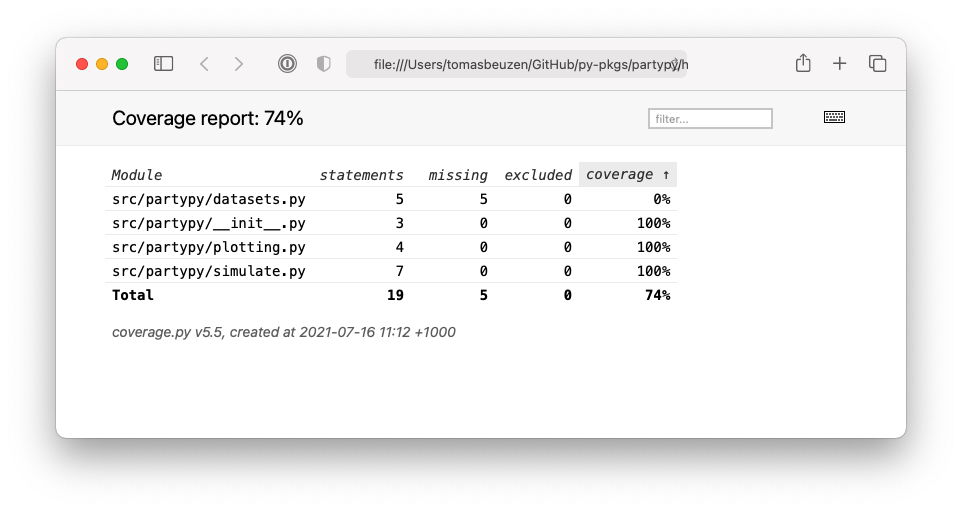 file:///Users/tomasbeuzen/GitHub/py-pkgs/partypy/h
Coverage report: 74%
filter...
Module statements missing excluded coverage ↑
src/partypy/datasets.py 5 5 0 0%
src/partypy/__init__.py 3 0 0 100%
src/partypy/plotting.py 4 0 0 100%
src/partypy/simulate.py 7 0 0 100%
Total 19 5 0 74%
coverage.py v5.5, created at 2021-07-16 11:12 +1000